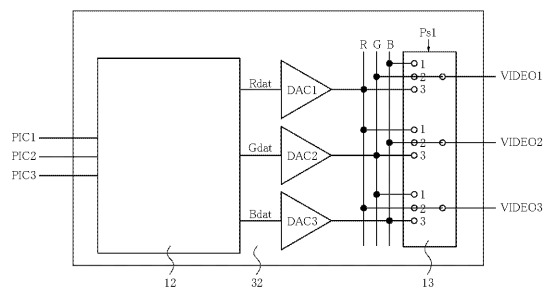 Ps1
R G B
1
Rdat
DAC1
2
VIDEO1
3
PIC1
PIC2
PIC3
1
Gdat
DAC2
2
VIDEO2
3
1
Bdat
DAC3
2
VIDEO3
3
12
32
13